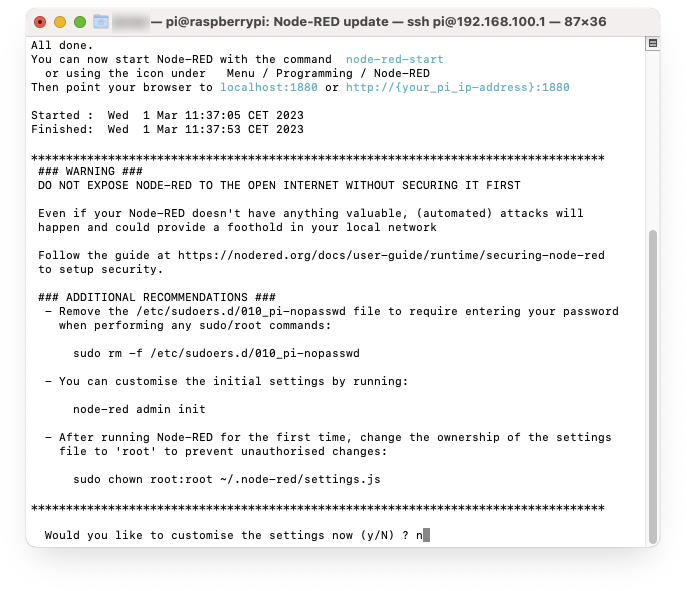 — pi@raspberrypi: Node-RED update — ssh pi@192.168.100.1 — 87×36
All done.
You can now start Node-RED with the command  node-red-start
  or using the icon under   Menu / Programming / Node-RED
Then point your browser to localhost:1880 or http://{your_pi_ip-address}:1880

Started :  Wed  1 Mar 11:37:05 CET 2023
Finished:  Wed  1 Mar 11:37:53 CET 2023

**********************************************************************************
 ### WARNING ###
 DO NOT EXPOSE NODE-RED TO THE OPEN INTERNET WITHOUT SECURING IT FIRST

 Even if your Node-RED doesn't have anything valuable, (automated) attacks will
 happen and could provide a foothold in your local network

 Follow the guide at https://nodered.org/docs/user-guide/runtime/securing-node-red
 to setup security.

 ### ADDITIONAL RECOMMENDATIONS ###
  - Remove the /etc/sudoers.d/010_pi-nopasswd file to require entering your password
    when performing any sudo/root commands:

      sudo rm -f /etc/sudoers.d/010_pi-nopasswd

  - You can customise the initial settings by running:

      node-red admin init

  - After running Node-RED for the first time, change the ownership of the settings
    file to 'root' to prevent unauthorised changes:

      sudo chown root:root ~/.node-red/settings.js

**********************************************************************************

  Would you like to customise the settings now (y/N) ? n